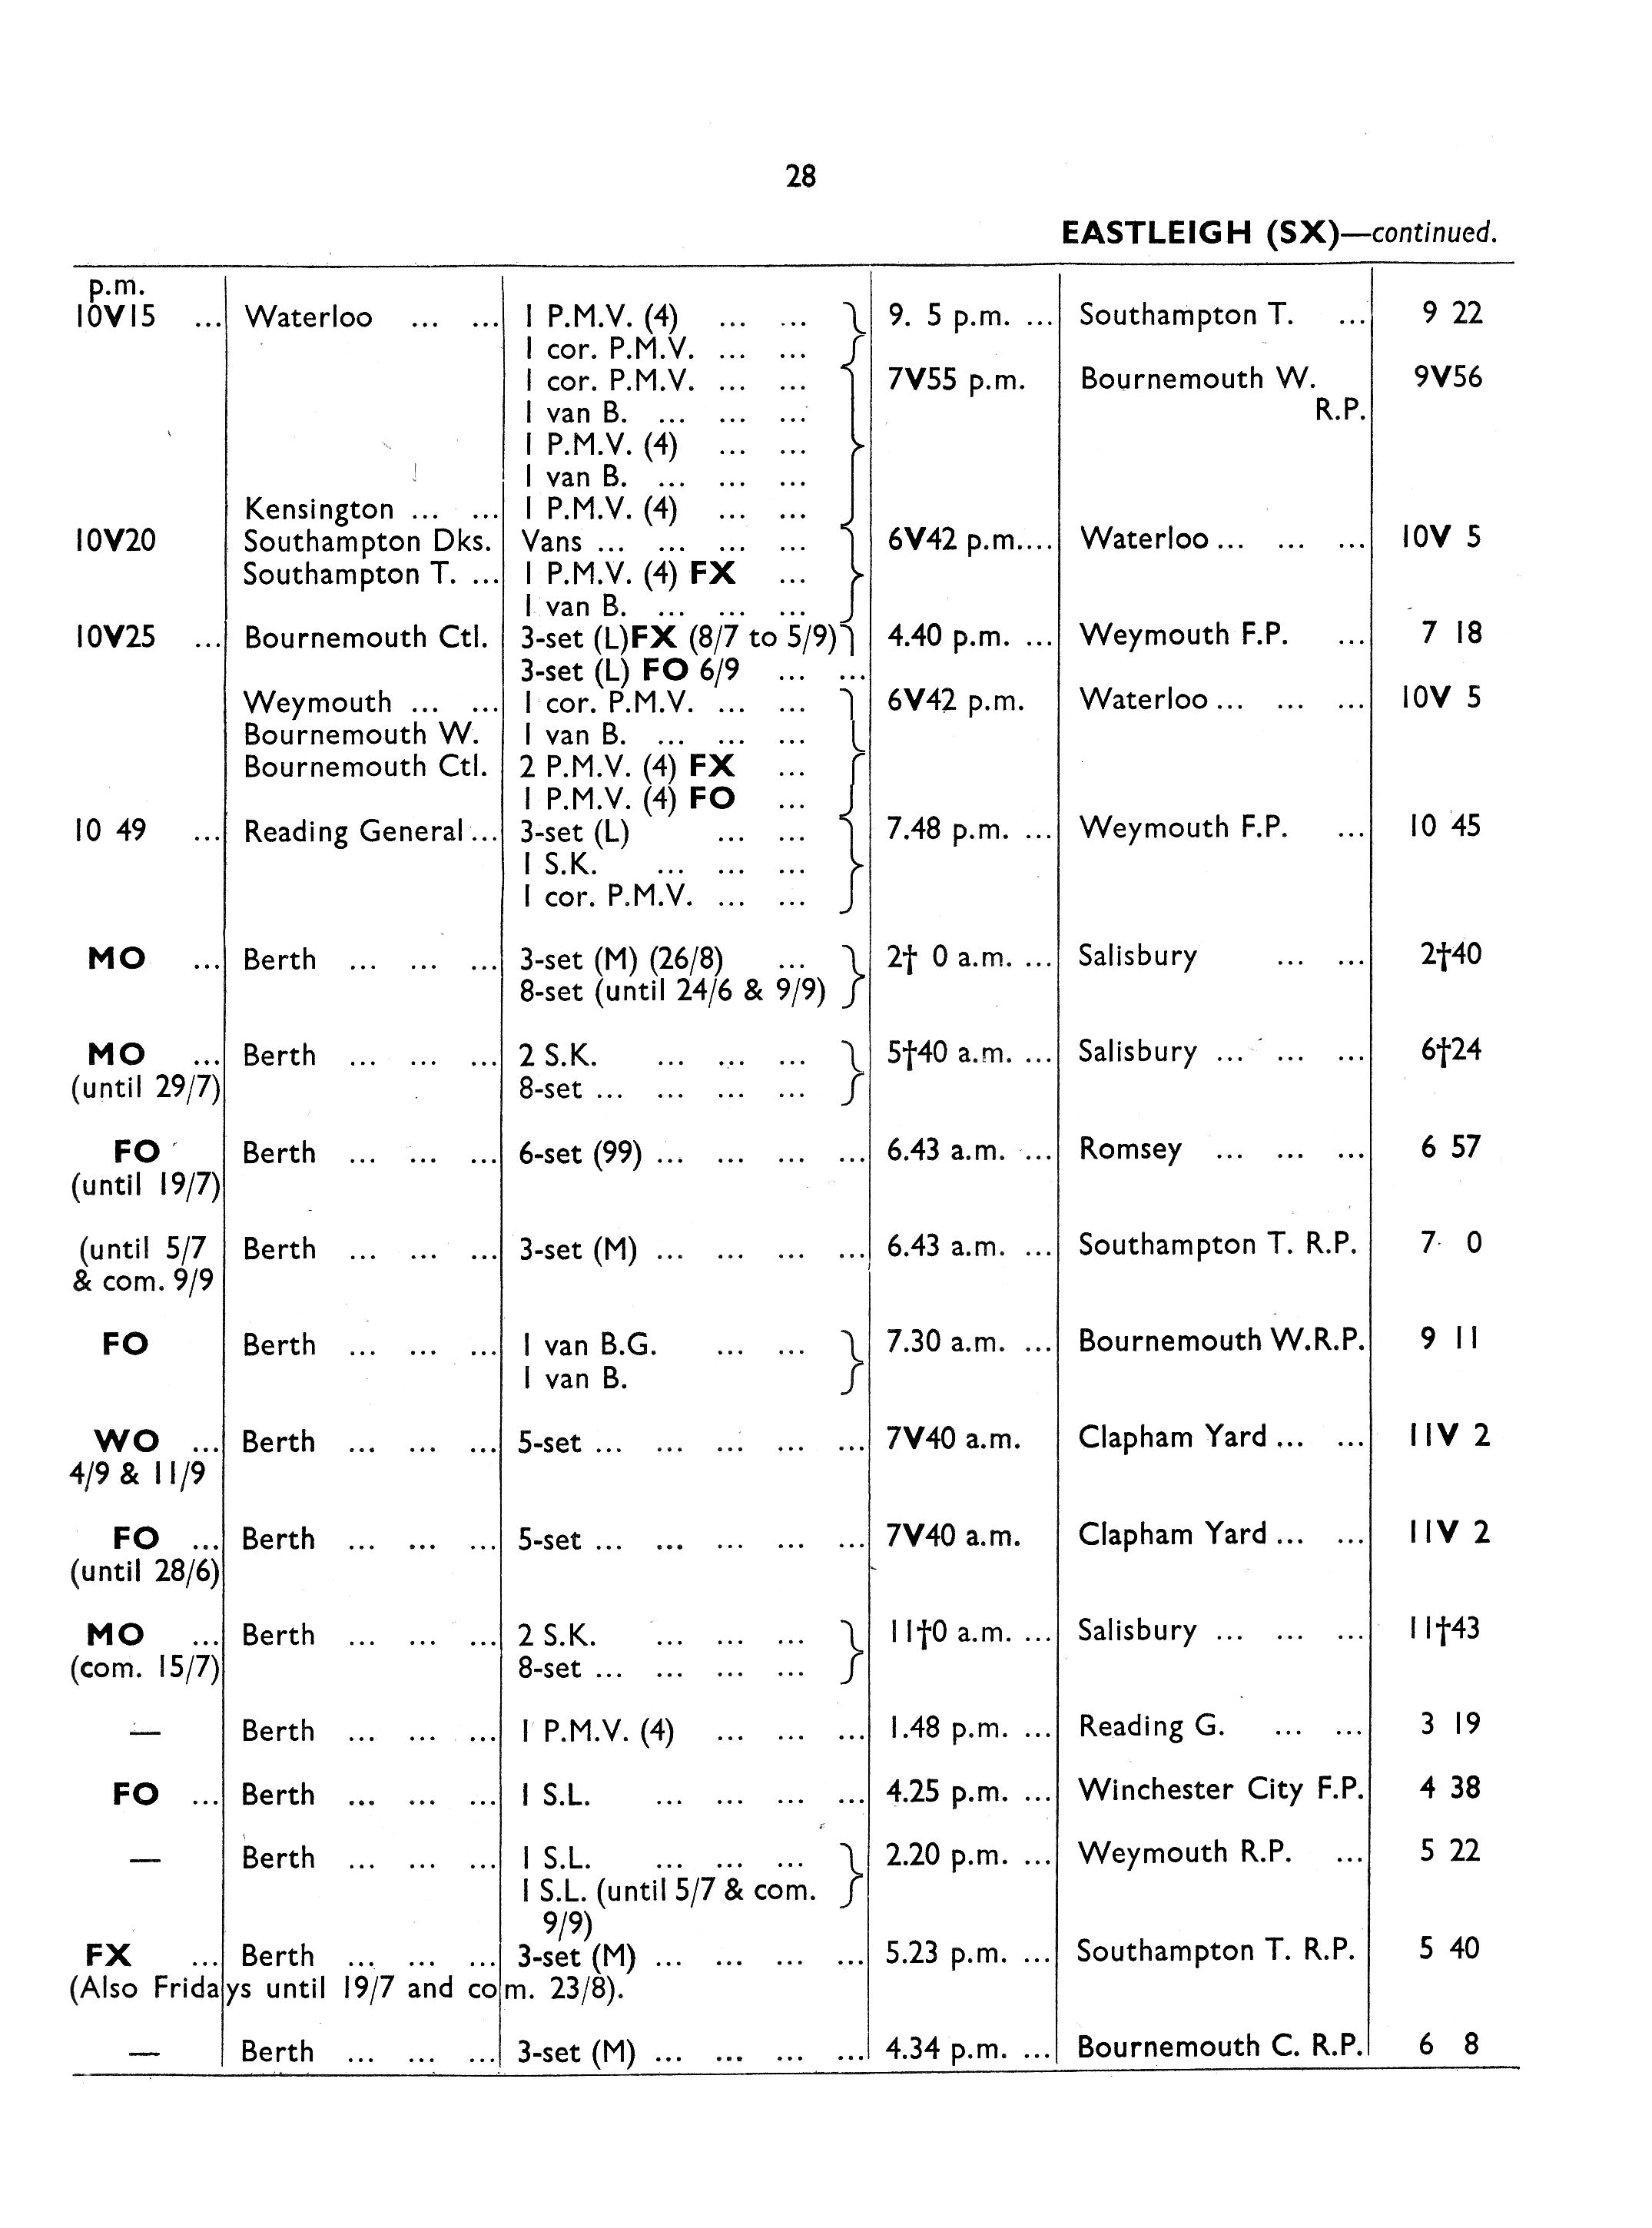 28
EASTLEIGH (SX)—continued.
p.m.
10V15 ... Waterloo ... ... 1 P.M.V. (4) ... ... 9. 5 p.m. ... Southampton T. ... 9 22
1 cor. P.M.V. ... ...
1 cor. P.M.V. ... ... 7V55 p.m. Bournemouth W. 9V56
1 van B. ... ... ... R.P.
1 P.M.V. (4) ... ...
1 van B. ... ... ...
Kensington ... ... 1 P.M.V. (4) ... ...
10V20 Southampton Dks. Vans ... ... ... ... 6V42 p.m.... Waterloo ... ... ... 10V 5
Southampton T. ... 1 P.M.V. (4) FX ...
1 van B. ... ... ...
10V25 ... Bournemouth Ctl. 3-set (L)FX (8/7 to 5/9) 4.40 p.m. ... Weymouth F.P. ... 7 18
3-set (L) FO 6/9 ... ...
Weymouth ... ... 1 cor. P.M.V. ... ... 6V42 p.m. Waterloo ... ... ... 10V 5
Bournemouth W. 1 van B. ... ... ...
Bournemouth Ctl. 2 P.M.V. (4) FX ...
1 P.M.V. (4) FO ...
10 49 ... Reading General ... 3-set (L) ... ... 7.48 p.m. ... Weymouth F.P. ... 10 45
1 S.K. ... ... ...
1 cor. P.M.V. ... ...
MO ... Berth ... ... ... 3-set (M) (26/8) ... 2† 0 a.m. ... Salisbury ... ... 2†40
8-set (until 24/6 & 9/9)
MO ... Berth ... ... ... 2 S.K. ... ... ... 5†40 a.m. ... Salisbury ... ... ... 6†24
(until 29/7) 8-set ... ... ... ...
FO Berth ... ... ... 6-set (99) ... ... ... ... 6.43 a.m. ... Romsey ... ... ... 6 57
(until 19/7)
(until 5/7 Berth ... ... ... 3-set (M) ... ... ... ... 6.43 a.m. ... Southampton T. R.P. 7 0
& com. 9/9
FO Berth ... ... ... 1 van B.G. ... ... 7.30 a.m. ... Bournemouth W.R.P. 9 11
1 van B.
WO ... Berth ... ... ... 5-set ... ... ... ... ... 7V40 a.m. Clapham Yard ... ... 11V 2
4/9 & 11/9
FO ... Berth ... ... ... 5-set ... ... ... ... ... 7V40 a.m. Clapham Yard ... ... 11V 2
(until 28/6)
MO ... Berth ... ... ... 2 S.K. ... ... ... 11†0 a.m. ... Salisbury ... ... ... 11†43
(com. 15/7) 8-set ... ... ... ...
— Berth ... ... ... 1 P.M.V. (4) ... ... ... 1.48 p.m. ... Reading G. ... ... 3 19
FO ... Berth ... ... ... 1 S.L. ... ... ... ... 4.25 p.m. ... Winchester City F.P. 4 38
— Berth ... ... ... 1 S.L. ... ... ... 2.20 p.m. ... Weymouth R.P. ... 5 22
1 S.L. (until 5/7 & com.
9/9)
FX ... Berth ... ... ... 3-set (M) ... ... ... ... 5.23 p.m. ... Southampton T. R.P. 5 40
(Also Fridays until 19/7 and com. 23/8).
— Berth ... ... ... 3-set (M) ... ... ... ... 4.34 p.m. ... Bournemouth C. R.P. 6 8